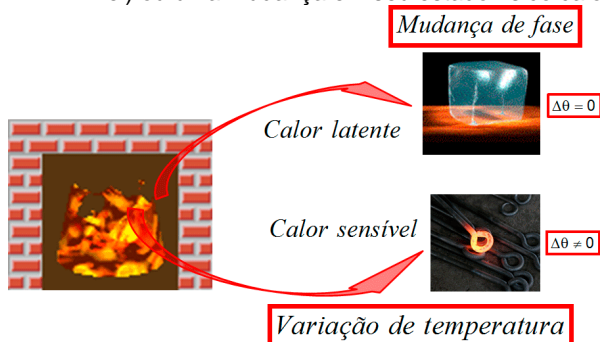 Mudança de fase
Δθ = 0
Calor latente
Calor sensível
Δθ ≠ 0
Variação de temperatura